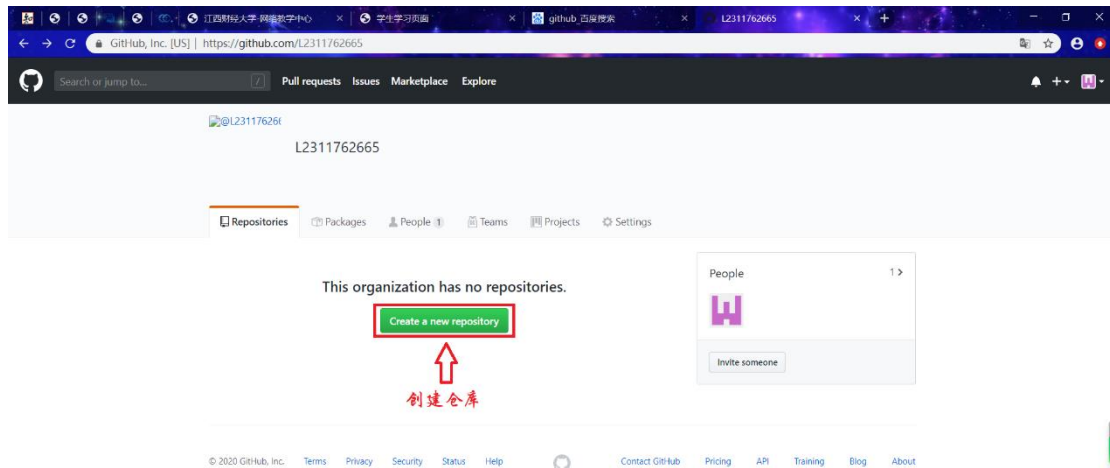 江西财经大学-网络教学中心
学生学习页面
github_百度搜索
L2311762665
GitHub, Inc. [US] | https://github.com/L2311762665
Search or jump to...
Pull requests Issues Marketplace Explore
@L23117626
L2311762665
Repositories Packages People 1 Teams Projects Settings
This organization has no repositories.
Create a new repository
创建仓库
People 1
Invite someone
© 2020 GitHub, Inc. Terms Privacy Security Status Help Contact GitHub Pricing API Training Blog About